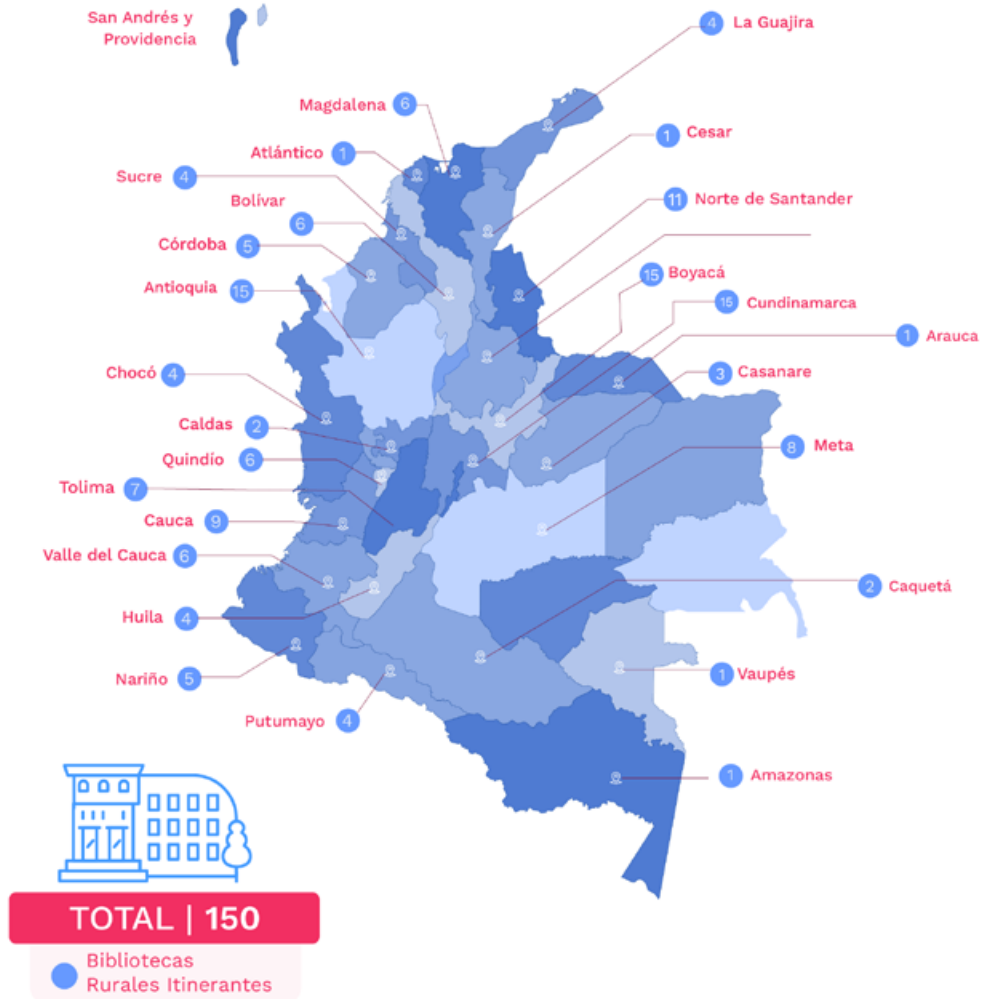 San Andrés y
Providencia
4 La Guajira
Magdalena 6
1 Cesar
Atlántico 1
Sucre 4
11 Norte de Santander
Bolívar
6
Córdoba 5
15 Boyacá
Antioquia 15
15 Cundinamarca
1 Arauca
Chocó 4
3 Casanare
Caldas 2
8 Meta
Quindío 6
Tolima 7
Cauca 9
Valle del Cauca 6
2 Caquetá
Huila 4
1 Vaupés
Nariño 5
Putumayo 4
1 Amazonas
TOTAL | 150
Bibliotecas
Rurales Itinerantes